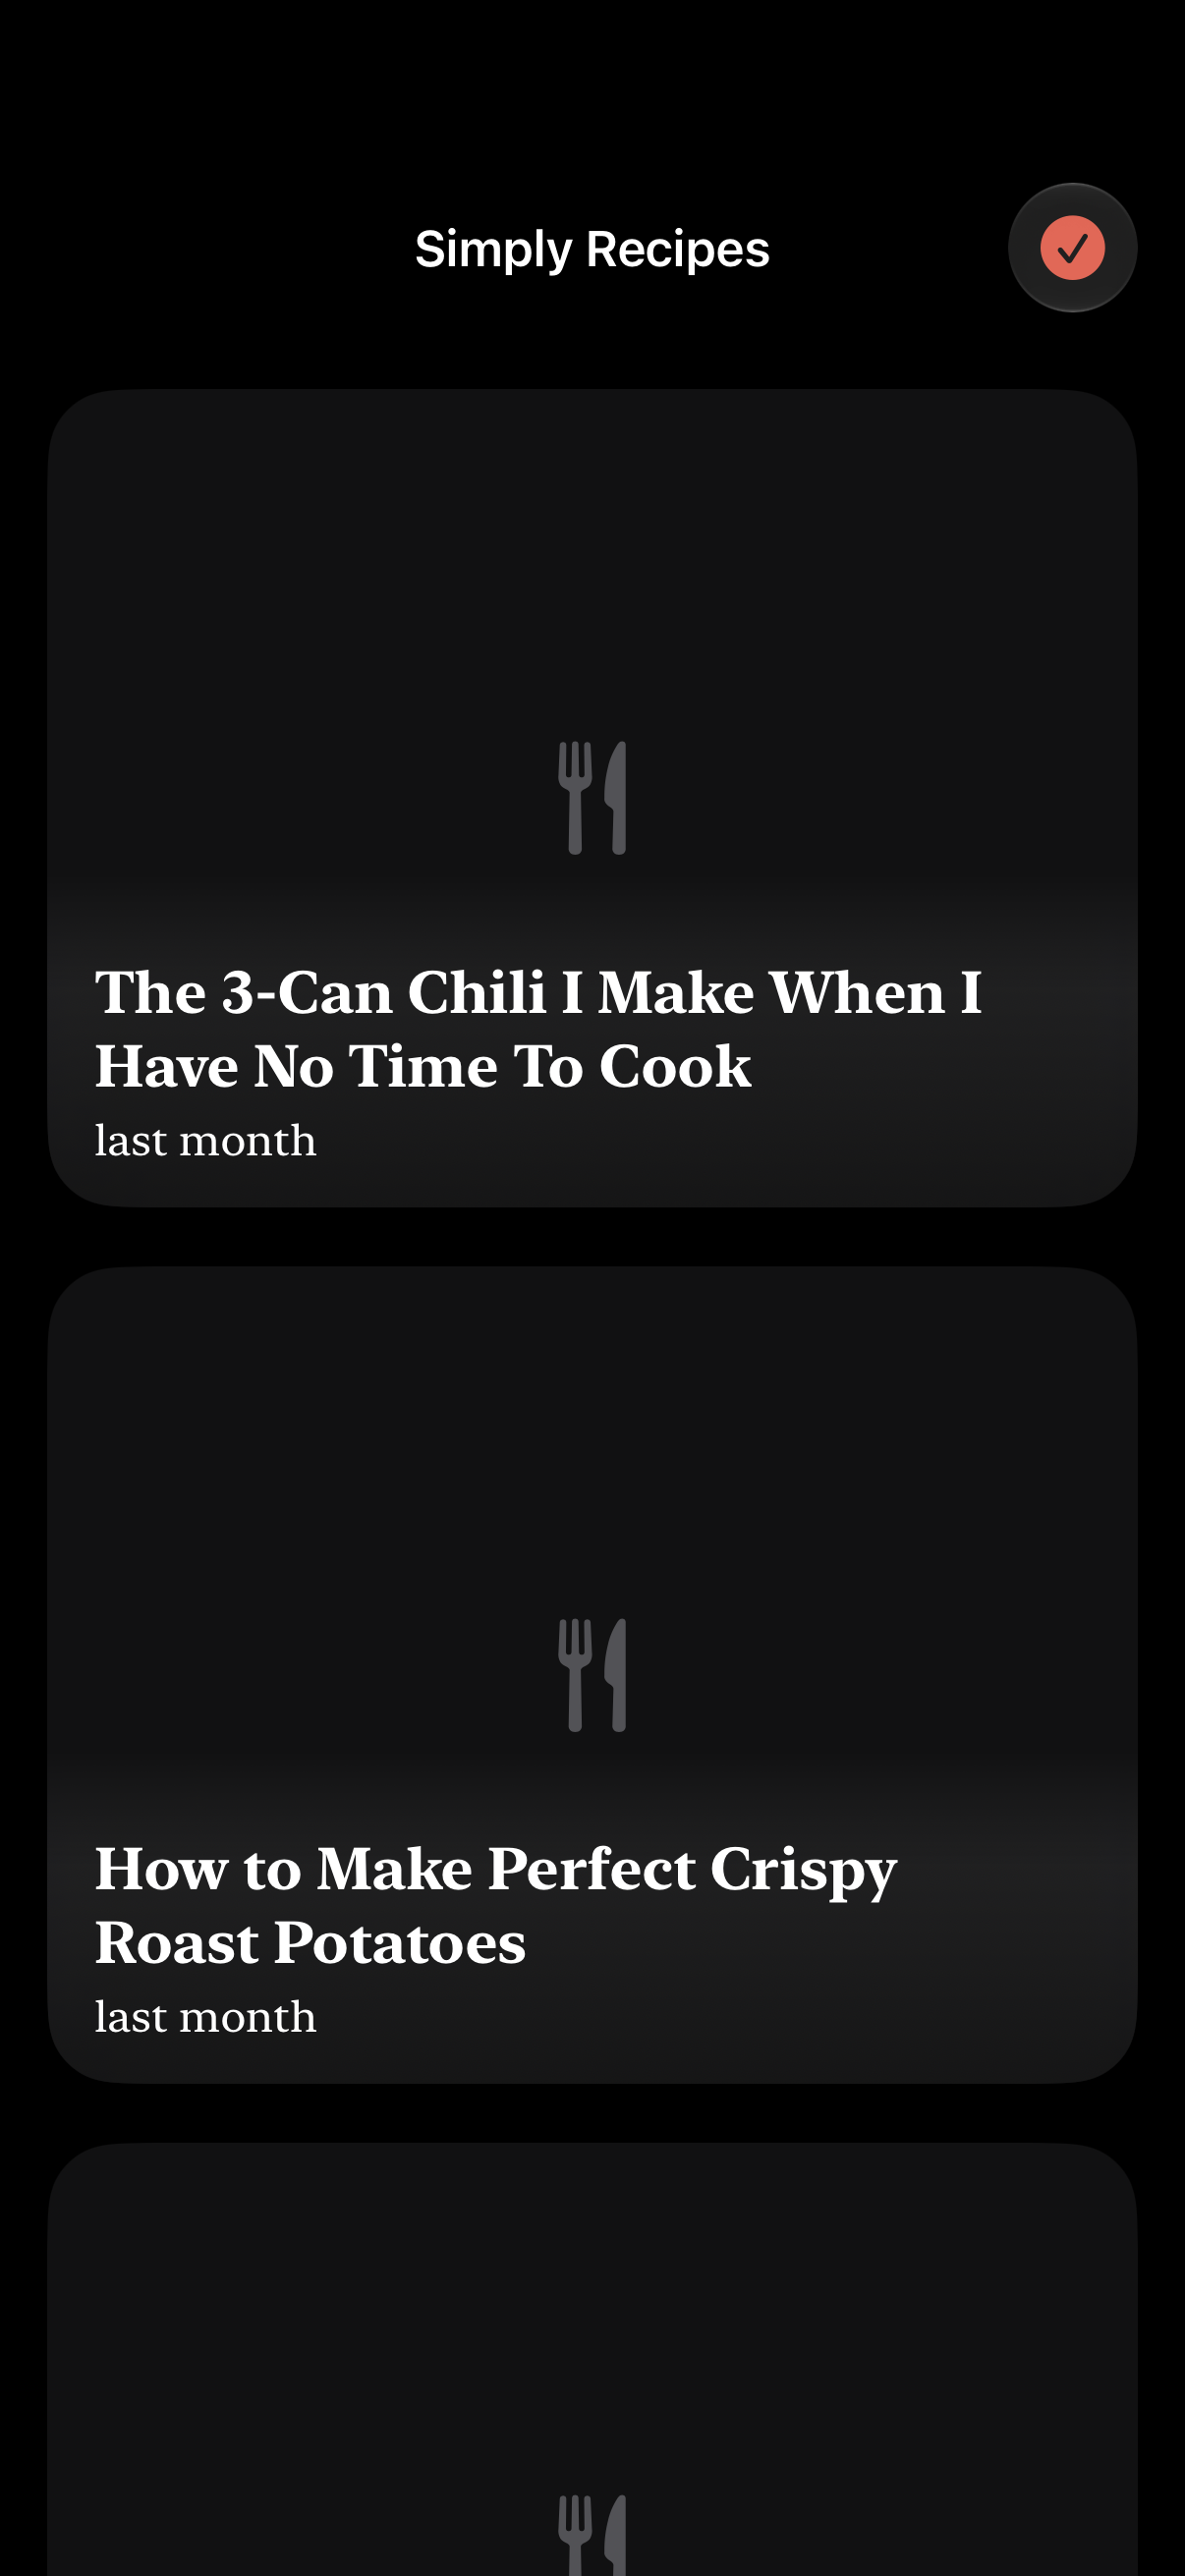 Simply Recipes
The 3-Can Chili I Make When I
Have No Time To Cook
last month
How to Make Perfect Crispy
Roast Potatoes
last month